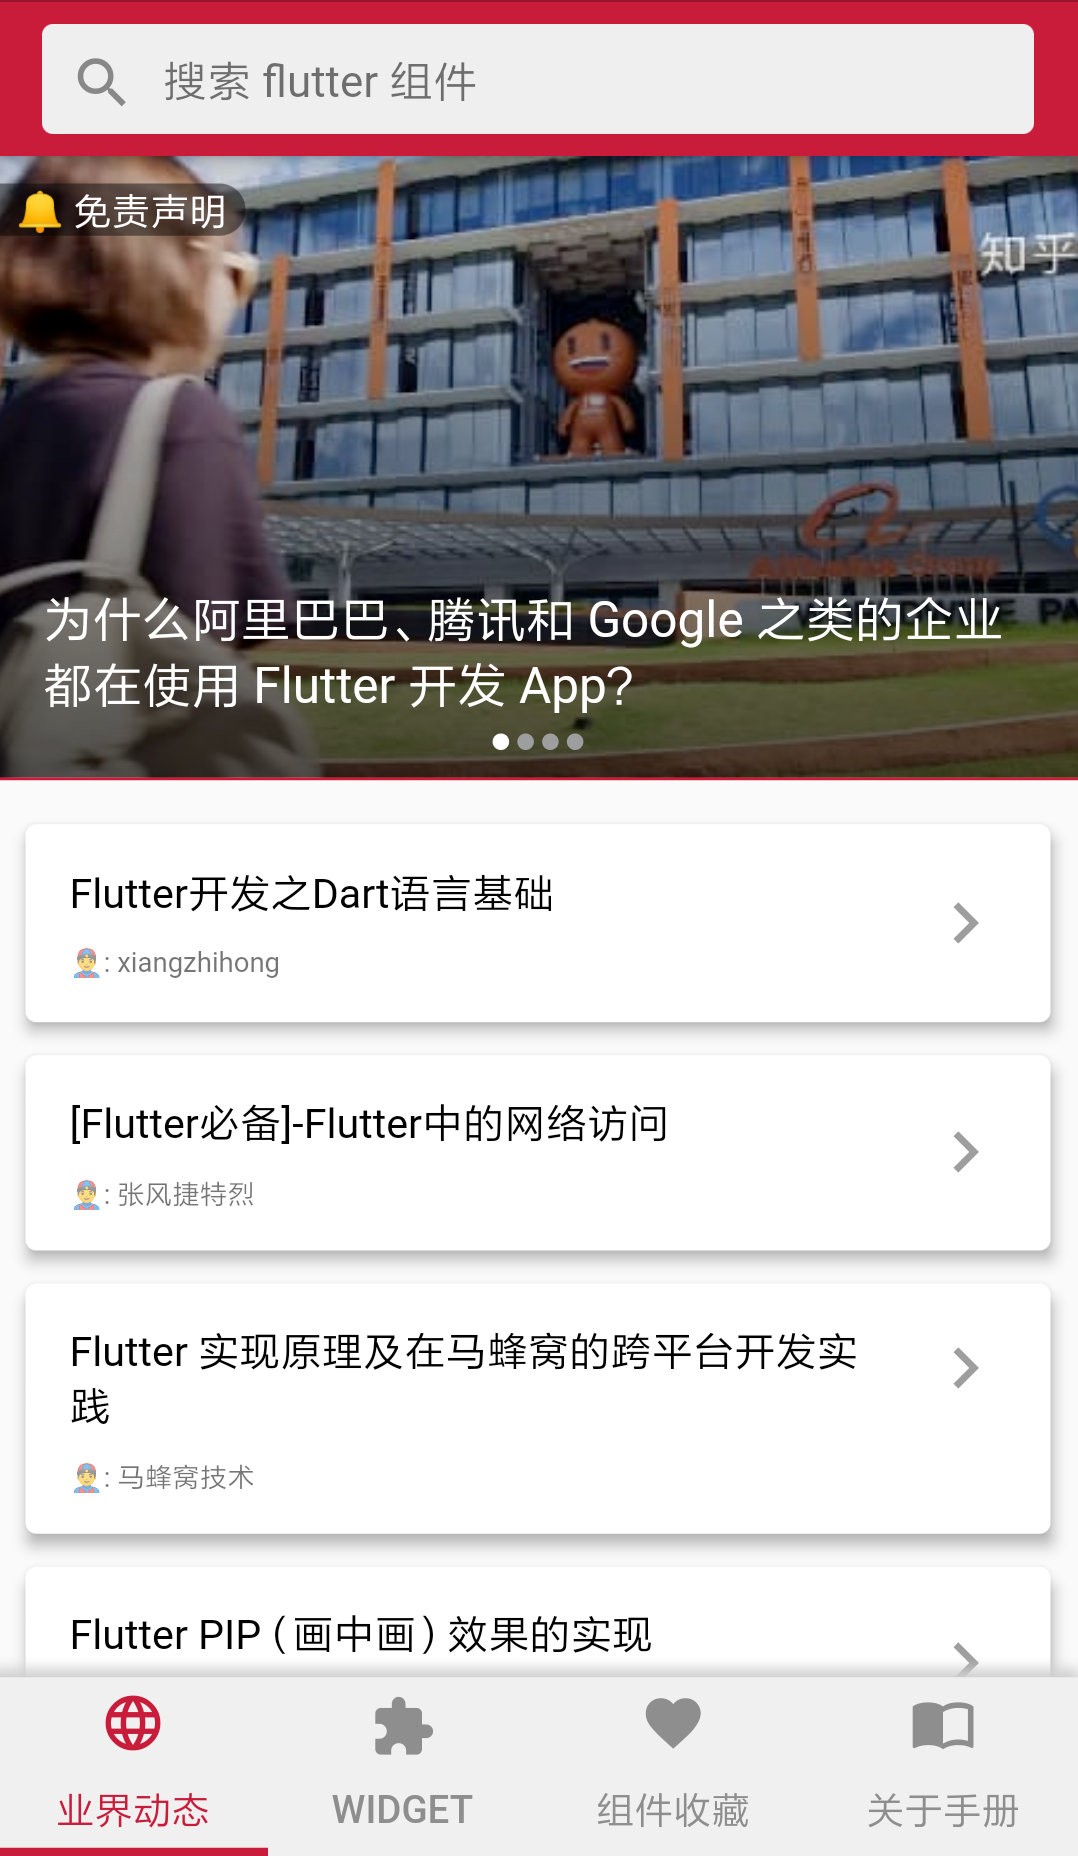 搜索 flutter 组件
免责声明
知乎
Alibaba Group
为什么阿里巴巴、腾讯和 Google 之类的企业
都在使用 Flutter 开发 App?
Flutter开发之Dart语言基础
: xiangzhihong
[Flutter必备]-Flutter中的网络访问
: 张风捷特烈
Flutter 实现原理及在马蜂窝的跨平台开发实
践
: 马蜂窝技术
Flutter PIP（画中画）效果的实现
业界动态
WIDGET
组件收藏
关于手册